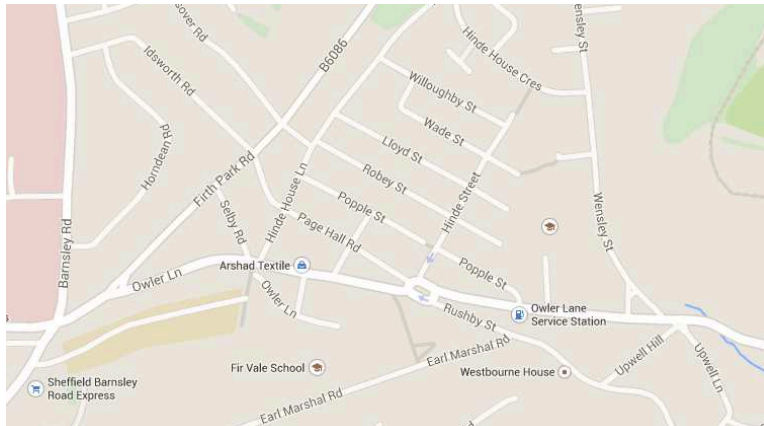 sover Rd
Idsworth Rd
B6086
Hinde House Cres
ensley St
Willoughby St
Wade St
Horndean Rd
Lloyd St
Firth Park Rd
Robey St
Hinde House Ln
Selby Rd
Popple St
Hinde Street
Wensley St
Page Hall Rd
Barnsley Rd
Arshad Textile
Owler Ln
Owler Ln
Popple St
Rushby St
Owler Lane
Service Station
s
Earl Marshal Rd
Fir Vale School
Westbourne House
Upwell Hill
Upwell Ln
Sheffield Barnsley
Road Express
Earl Marshal Rd